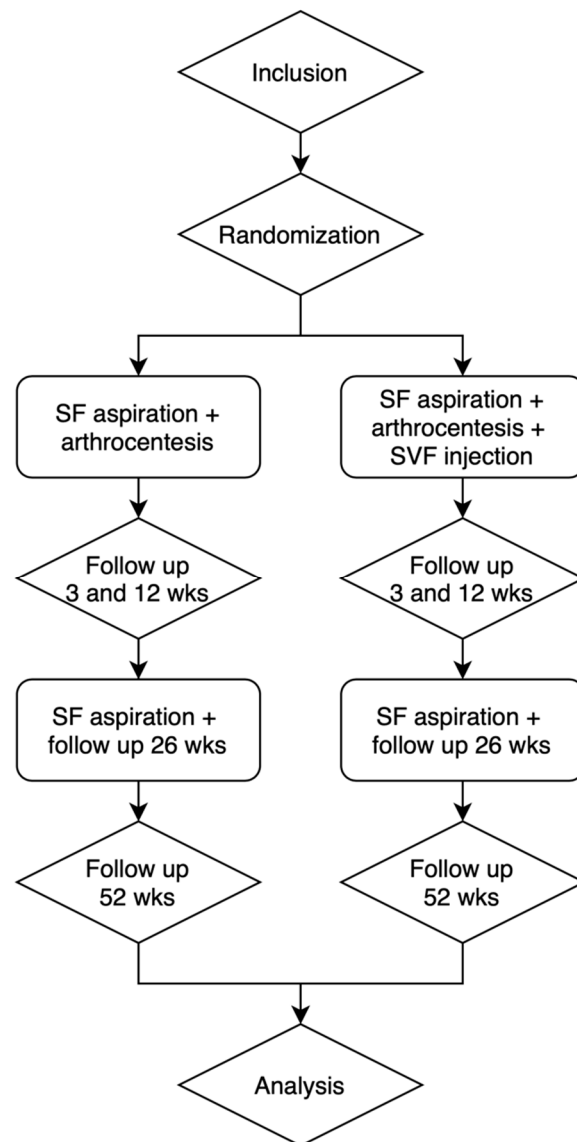 Inclusion
Randomization
SF aspiration +
arthrocentesis
SF aspiration +
arthrocentesis +
SVF injection
Follow up
3 and 12 wks
Follow up
3 and 12 wks
SF aspiration +
follow up 26 wks
SF aspiration +
follow up 26 wks
Follow up
52 wks
Follow up
52 wks
Analysis